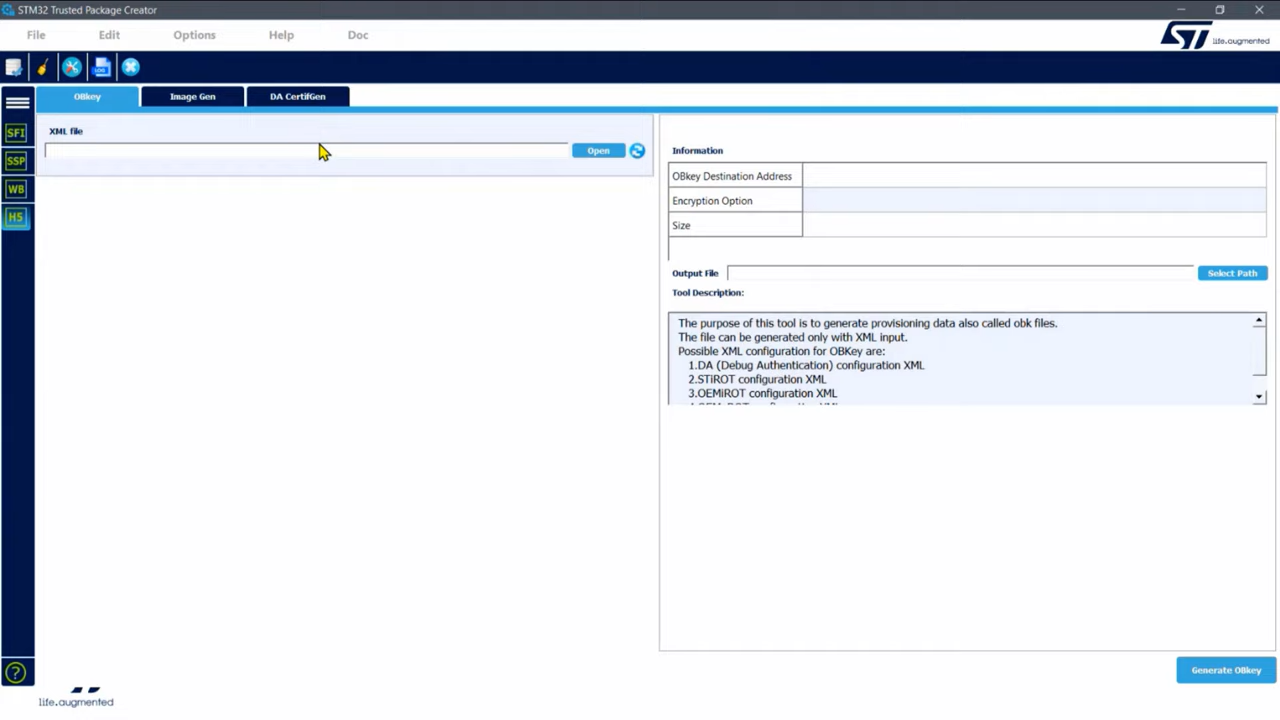 STM32 Trusted Package Creator
File Edit Options Help Doc
ST life.augmented
LOG
OBkey Image Gen DA CertifGen
SFI
SSP
WB
H5
XML file
Open
Information
OBkey Destination Address
Encryption Option
Size
Output File Select Path
Tool Description:
The purpose of this tool is to generate provisioning data also called obk files.
The file can be generated only with XML input.
Possible XML configuration for OBKey are:
1.DA (Debug Authentication) configuration XML
2.STiROT configuration XML
3.OEMiROT configuration XML
?
Generate OBkey
life.augmented